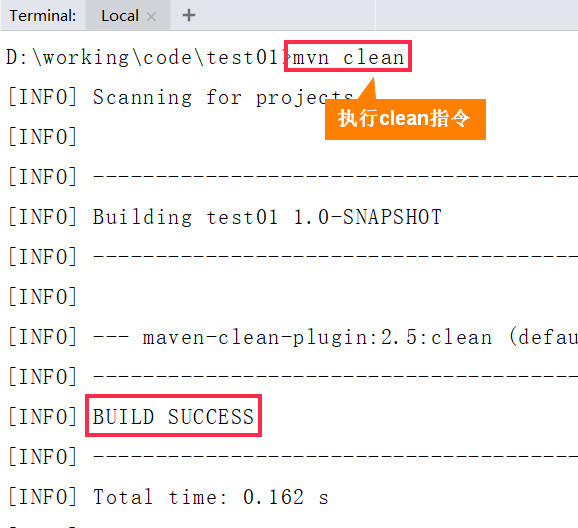 Terminal: Local × +
D:\working\code\test01>mvn clean
[INFO] Scanning for projects
执行clean指令
[INFO]
[INFO] ---------------------------------------
[INFO] Building test01 1.0-SNAPSHOT
[INFO] ---------------------------------------
[INFO]
[INFO] --- maven-clean-plugin:2.5:clean (defau
[INFO] ---------------------------------------
[INFO] BUILD SUCCESS
[INFO] ---------------------------------------
[INFO] Total time: 0.162 s